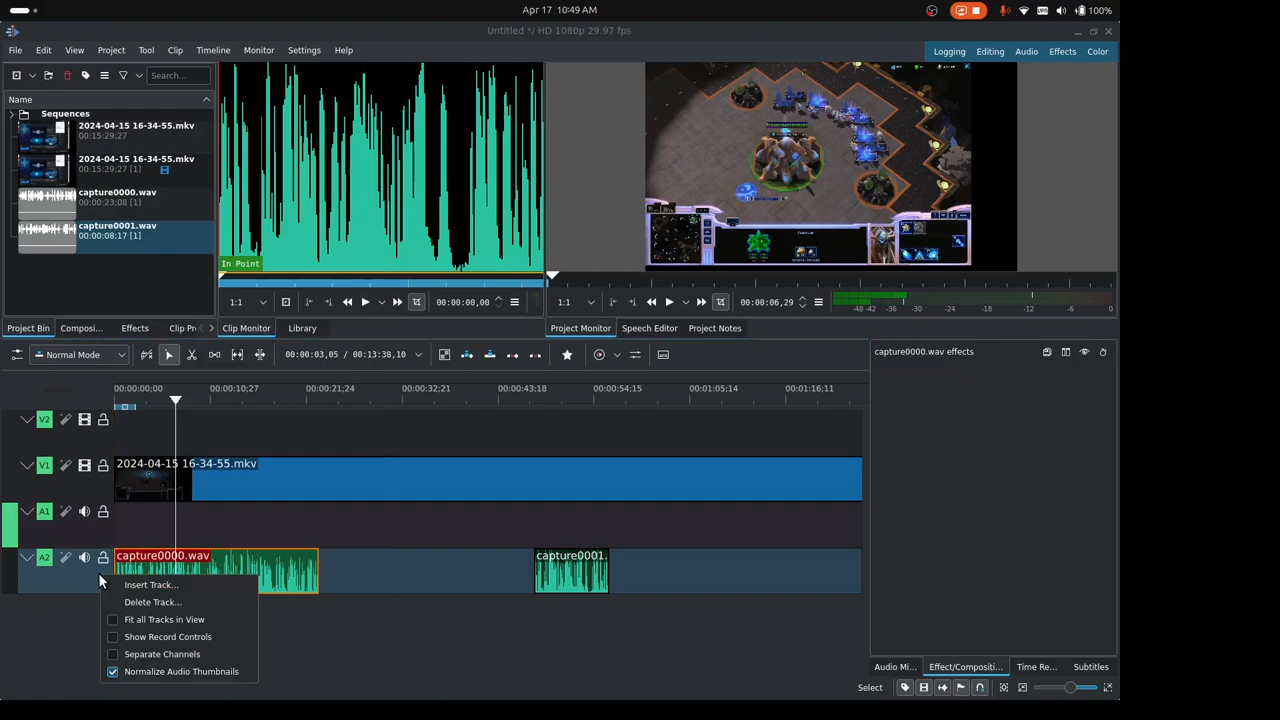 Apr 17 10:49 AM
100%
Untitled */ HD 1080p 29.97 fps
File Edit View Project Tool Clip Timeline Monitor Settings Help
Logging Editing Audio Effects Color
Search...
Name
Sequences
2024-04-15 16-34-55.mkv
00:15:29;27
2024-04-15 16-34-55.mkv
00:15:29;27 [1]
capture0000.wav
00:00:23;08 [1]
capture0001.wav
00:00:08;17 [1]
In Point
1:1 00:00:00,00
1:1 00:00:06,29
-48 -42 -30 -24 -18 -12 -6 0
Project Bin Composi... Effects Clip Pr
Clip Monitor Library
Project Monitor Speech Editor Project Notes
Normal Mode 00:00:03,05 / 00:13:38,10
00:00:00;00 00:00:10;27 00:00:21;24 00:00:32;21 00:00:43;18 00:00:54;15 00:01:05;14 00:01:16;11
V2
V1 2024-04-15 16-34-55.mkv
A1
A2 capture0000.wav capture0001.
Insert Track...
Delete Track...
Fit all Tracks in View
Show Record Controls
Separate Channels
Normalize Audio Thumbnails
capture0000.wav effects
Audio Mi... Effect/Compositi... Time Re... Subtitles
Select